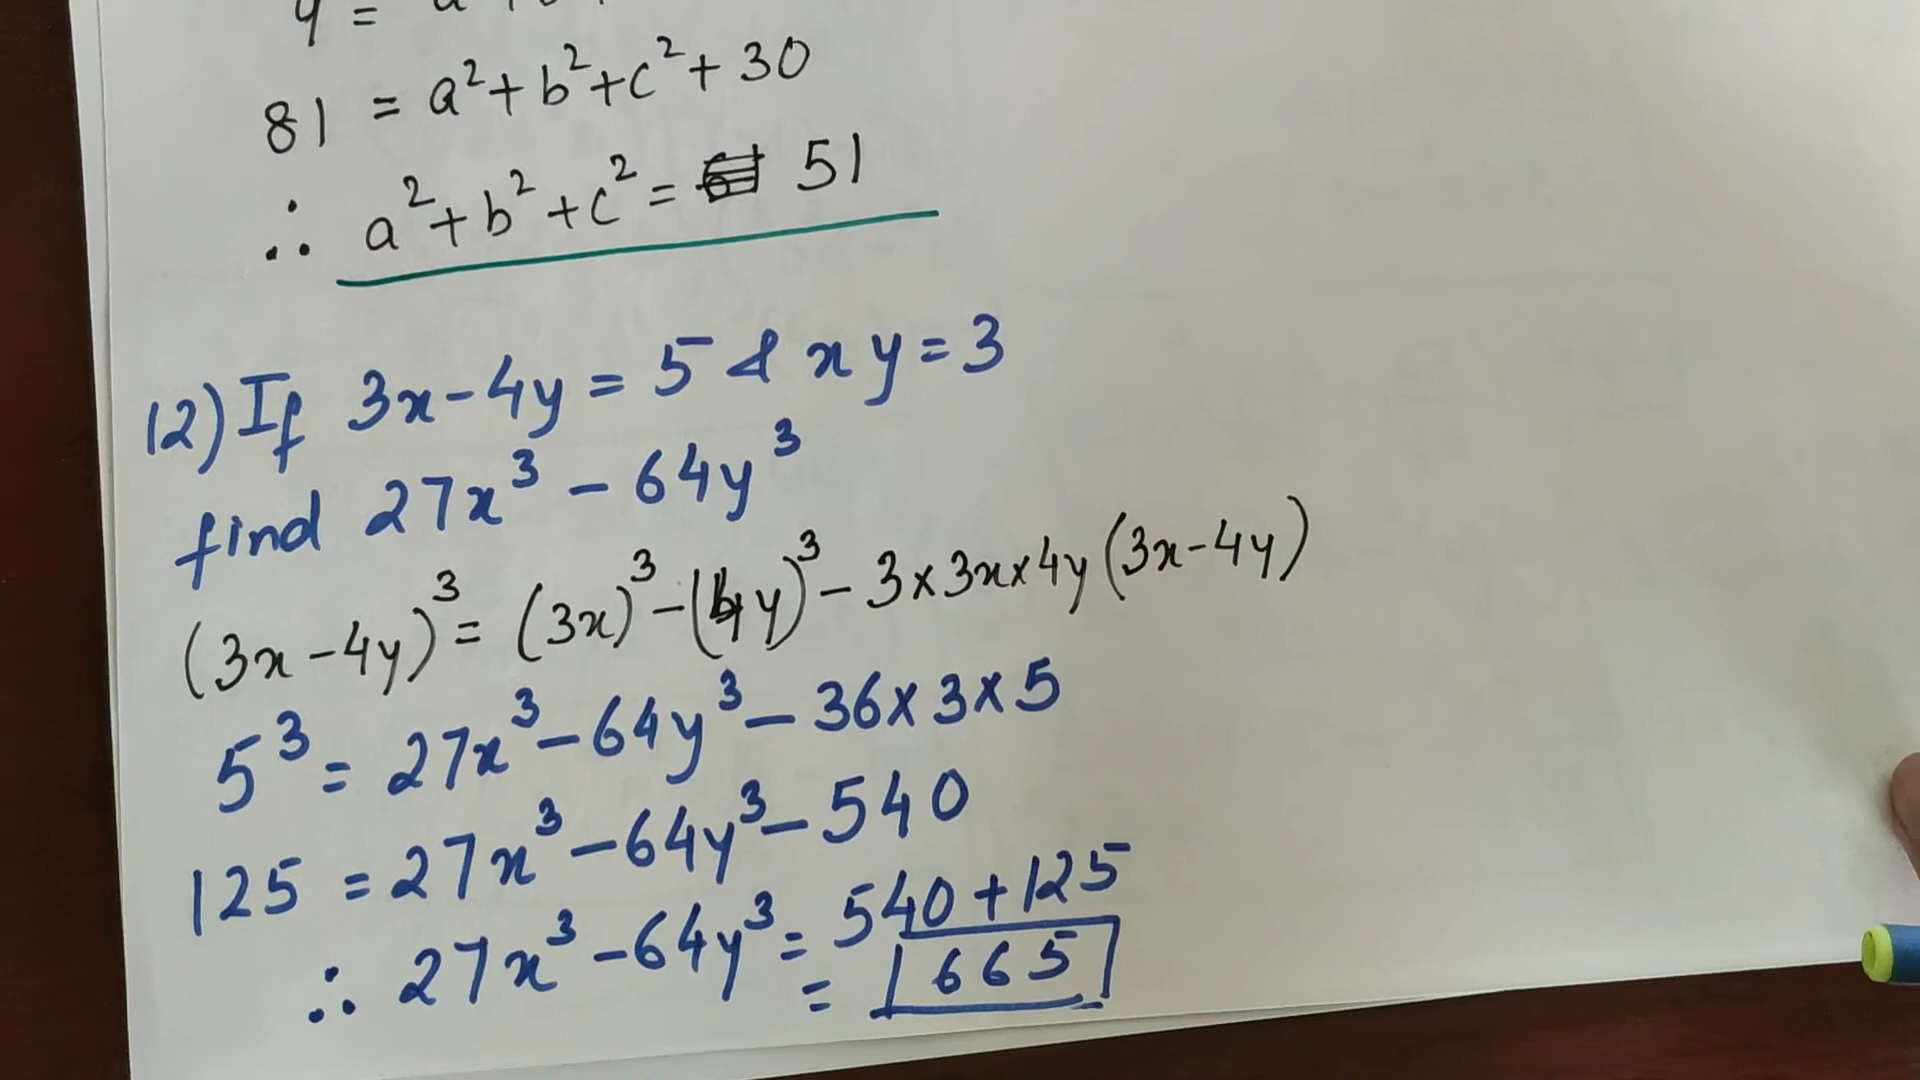 81 = a²+b²+c²+30
∴ a²+b²+c² = 51
12) If 3x-4y = 5 & xy=3
find 27x³ - 64y³
(3x-4y)³ = (3x)³-(4y)³-3×3x×4y(3x-4y)
5³ = 27x³-64y³-36×3×5
125 = 27x³-64y³-540
∴ 27x³-64y³ = 540+125
= 665